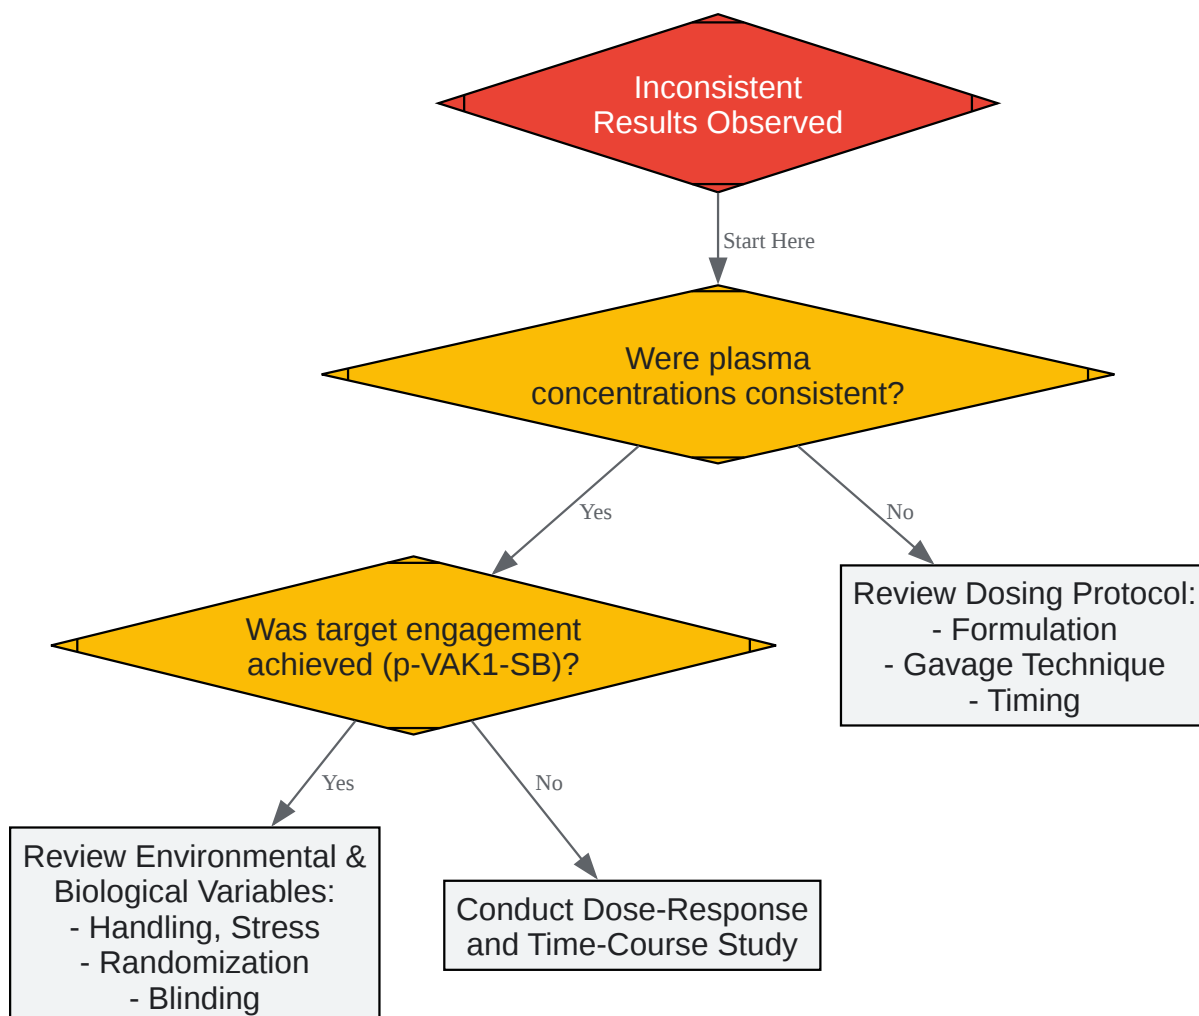 Inconsistent
Results Observed
Start Here
Were plasma
concentrations consistent?
Yes
No
Was target engagement
achieved (p-VAK1-SB)?
Review Dosing Protocol:
- Formulation
- Gavage Technique
- Timing
Yes
No
Review Environmental &
Biological Variables:
- Handling, Stress
- Randomization
- Blinding
Conduct Dose-Response
and Time-Course Study